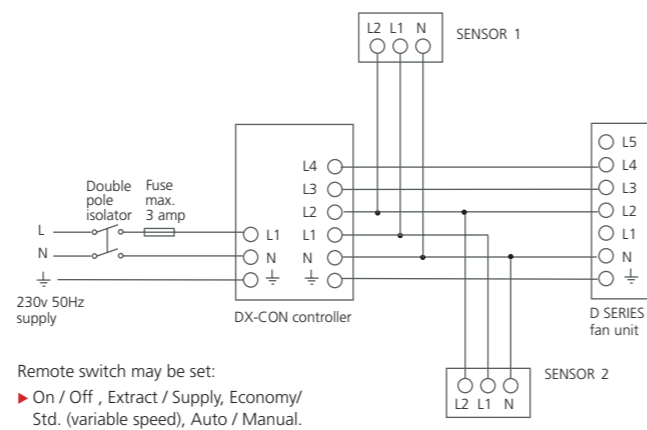 L2 L1 N
SENSOR 1
L5
L4 L4
Double Fuse
pole max.
isolator 3 amp
L3 L3
L2 L2
L L1 L1 L1
N N N N
230v 50Hz
supply
DX-CON controller
D SERIES
fan unit
Remote switch may be set:
SENSOR 2
L2 L1 N
▶ On / Off , Extract / Supply, Economy/
Std. (variable speed), Auto / Manual.